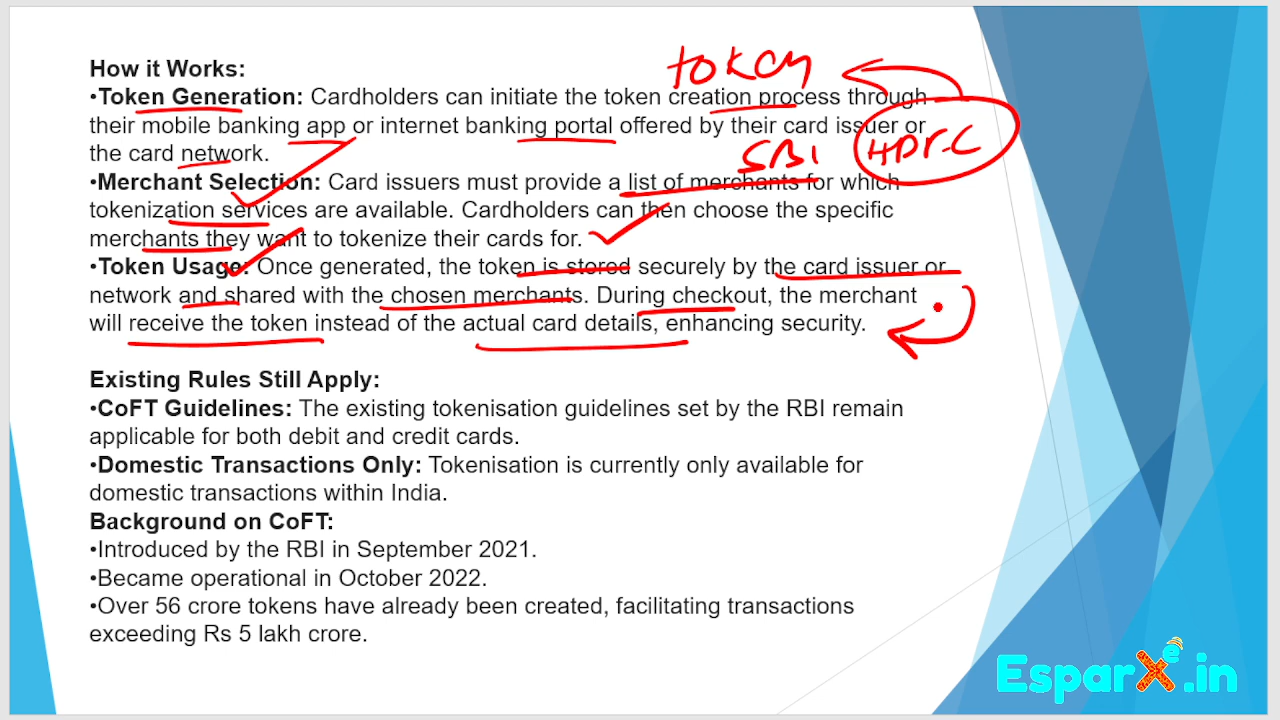 How it Works:
token
•Token Generation: Cardholders can initiate the token creation process through
their mobile banking app or internet banking portal offered by their card issuer or
HDFC
the card network.
SBI
•Merchant Selection: Card issuers must provide a list of merchants for which
tokenization services are available. Cardholders can then choose the specific
merchants they want to tokenize their cards for.
•Token Usage: Once generated, the token is stored securely by the card issuer or
network and shared with the chosen merchants. During checkout, the merchant
will receive the token instead of the actual card details, enhancing security.
Existing Rules Still Apply:
•CoFT Guidelines: The existing tokenisation guidelines set by the RBI remain
applicable for both debit and credit cards.
•Domestic Transactions Only: Tokenisation is currently only available for
domestic transactions within India.
Background on CoFT:
•Introduced by the RBI in September 2021.
•Became operational in October 2022.
•Over 56 crore tokens have already been created, facilitating transactions
exceeding Rs 5 lakh crore.
EsparXe.in